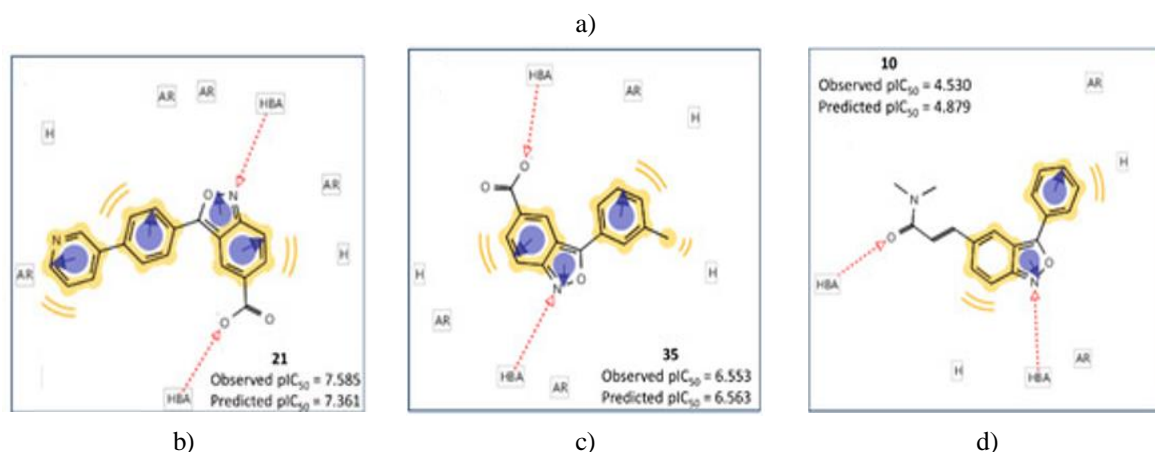 a)
AR
AR
HBA
H
AR
H
O
N
N
AR
O
O
HBA
21
Observed pIC₅₀ = 7.585
Predicted pIC₅₀ = 7.361
b)
HBA
AR
H
O
O
H
H
O
N
AR
HBA
AR
35
Observed pIC₅₀ = 6.553
Predicted pIC₅₀ = 6.563
c)
10
Observed pIC₅₀ = 4.530
Predicted pIC₅₀ = 4.879
AR
H
N
O
O
N
HBA
AR
H
HBA
d)